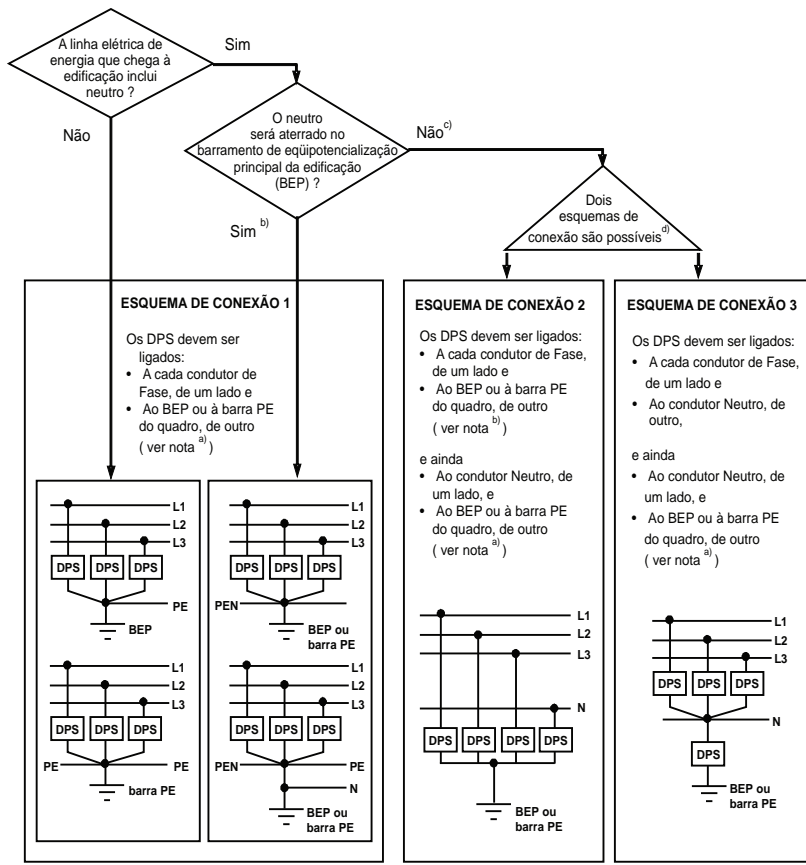 A linha elétrica de
energia que chega à
edificação inclui
neutro ?
Sim
Não
O neutro
será aterrado no
barramento de eqüipotencialização
principal da edificação
(BEP) ?
Não c)
Sim b)
Dois
esquemas de
conexão são possíveis d)
ESQUEMA DE CONEXÃO 1
Os DPS devem ser
ligados:
• A cada condutor de
Fase, de um lado e
• Ao BEP ou à barra PE
do quadro, de outro
( ver nota a) )
L1
L2
L3
DPS DPS DPS
PE
BEP
L1
L2
L3
DPS DPS DPS
PE PE
barra PE
L1
L2
L3
DPS DPS DPS
PEN
BEP ou
barra PE
L1
L2
L3
DPS DPS DPS
PEN PE
N
BEP ou
barra PE
ESQUEMA DE CONEXÃO 2
Os DPS devem ser ligados:
• A cada condutor de Fase,
de um lado e
• Ao BEP ou à barra PE
do quadro, de outro
( ver nota b) )
e ainda
• Ao condutor Neutro, de
um lado, e
• Ao BEP ou à barra PE
do quadro, de outro
( ver nota a) )
L1
L2
L3
N
DPS DPS DPS DPS
BEP ou
barra PE
ESQUEMA DE CONEXÃO 3
Os DPS devem ser ligados:
• A cada condutor de Fase,
de um lado e
• Ao condutor Neutro, de
outro,
e ainda
• Ao condutor Neutro, de
um lado, e
• Ao BEP ou à barra PE
do quadro, de outro
( ver nota a) )
L1
L2
L3
DPS DPS DPS
N
DPS
BEP ou
barra PE